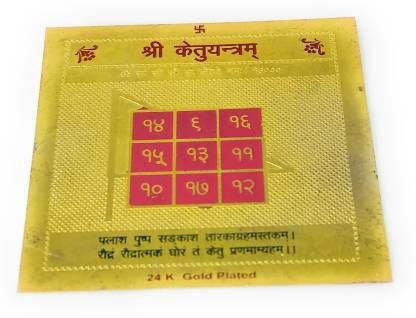 श्री केतुयन्त्रम्
१४ ९ १६
१५ १३ ११
१० १७ १२
पलाश पुष्प सङ्काश तारकाग्रहमस्तकम्।
रौद्रं रौद्रात्मकं घोरं तं केतु प्रणमाम्यहम्।।
24 K Gold Plated